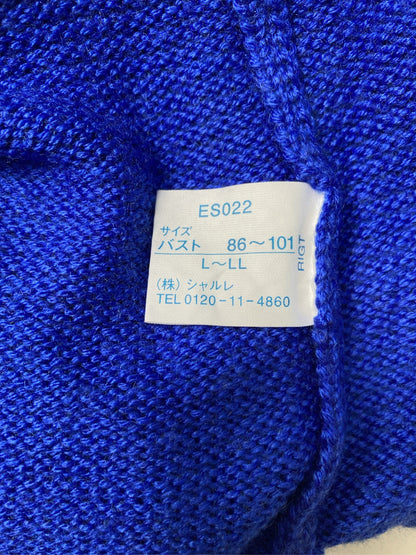 ES022
サイズ
バスト 86～101
L～LL
(株) シャルレ
TEL 0120-11-4860
RIGT